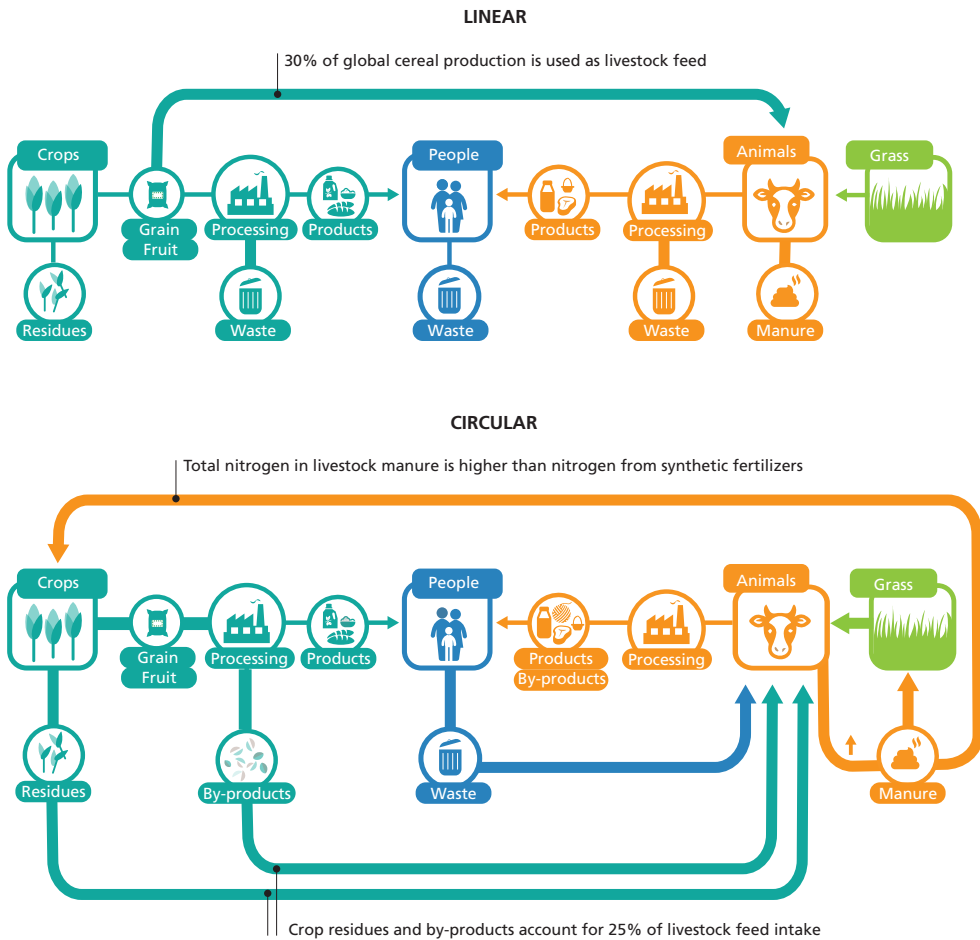 LINEAR
30% of global cereal production is used as livestock feed
Crops
People
Animals
Grass
Grain
Fruit
Processing
Products
Products
Processing
Residues
Waste
Waste
Waste
Manure
CIRCULAR
Total nitrogen in livestock manure is higher than nitrogen from synthetic fertilizers
Crops
People
Animals
Grass
Grain
Fruit
Processing
Products
Products
By-products
Processing
Residues
By-products
Waste
Manure
Crop residues and by-products account for 25% of livestock feed intake